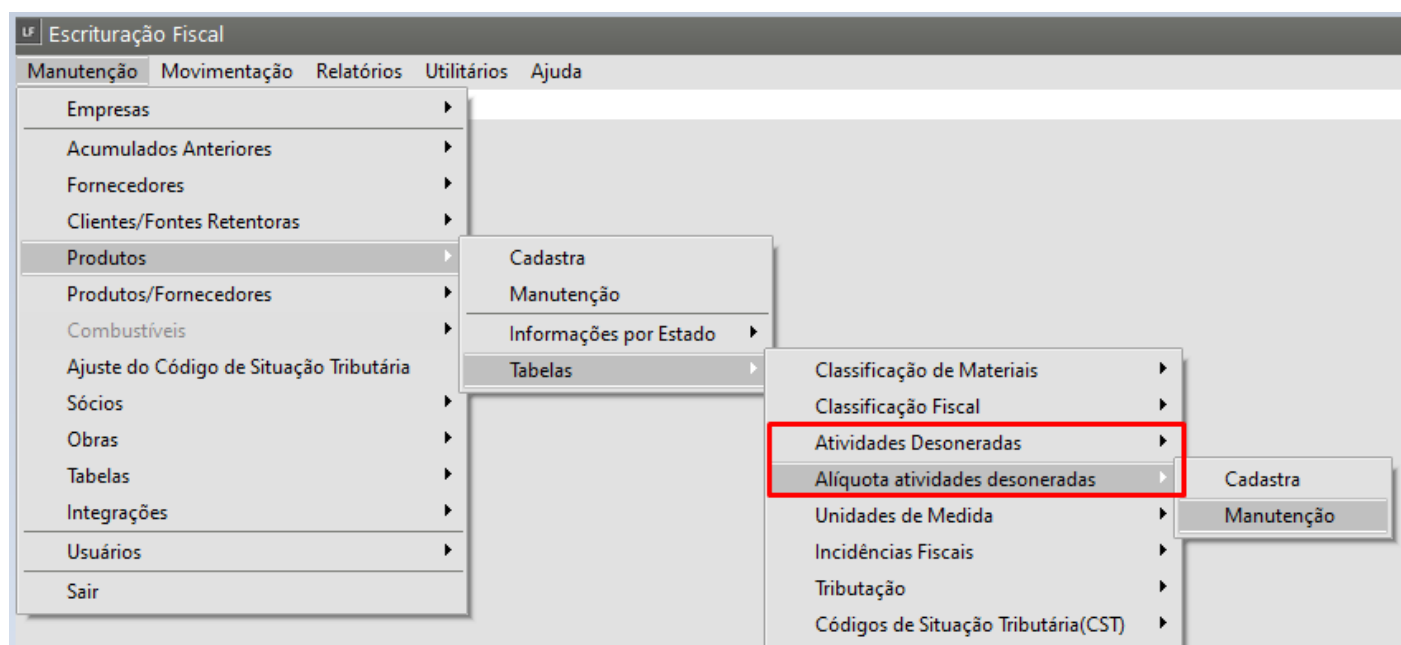 LF Escrituração Fiscal
Manutenção Movimentação Relatórios Utilitários Ajuda
Empresas
Acumulados Anteriores
Fornecedores
Clientes/Fontes Retentoras
Produtos
Produtos/Fornecedores
Combustíveis
Ajuste do Código de Situação Tributária
Sócios
Obras
Tabelas
Integrações
Usuários
Sair
Cadastra
Manutenção
Informações por Estado
Tabelas
Classificação de Materiais
Classificação Fiscal
Atividades Desoneradas
Alíquota atividades desoneradas
Unidades de Medida
Incidências Fiscais
Tributação
Códigos de Situação Tributária(CST)
Cadastra
Manutenção